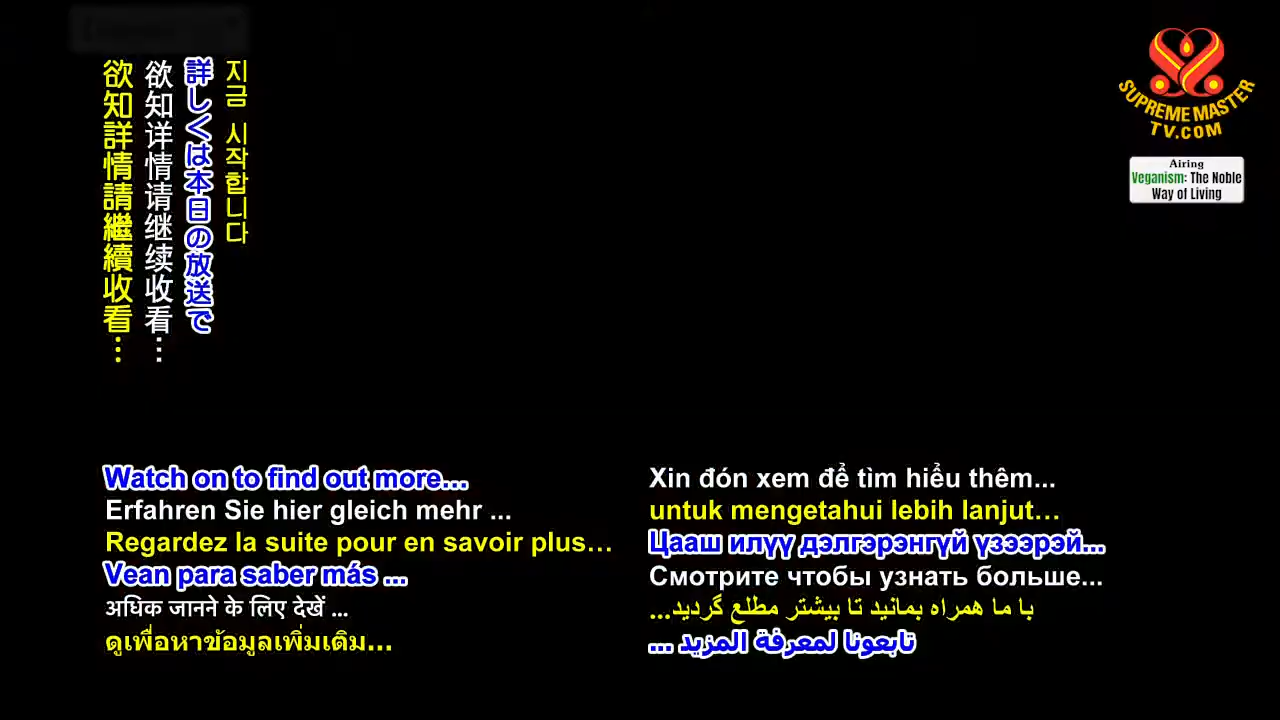 欲知詳情請繼續收看…
欲知详情请继续收看…
詳しくは本日の放送で
지금 시작합니다
SUPREME MASTER
TV.COM
Airing
Veganism: The Noble
Way of Living
Watch on to find out more…
Erfahren Sie hier gleich mehr ...
Regardez la suite pour en savoir plus…
Vean para saber más ...
अधिक जानने के लिए देखें ...
ดูเพื่อหาข้อมูลเพิ่มเติม...
Xin đón xem để tìm hiểu thêm...
untuk mengetahui lebih lanjut…
Цааш илүү дэлгэрэнгүй үзээрэй...
Смотрите чтобы узнать больше...
با ما همراه بمانید تا بیشتر مطلع گردید...
تابعونا لمعرفة المزيد ...